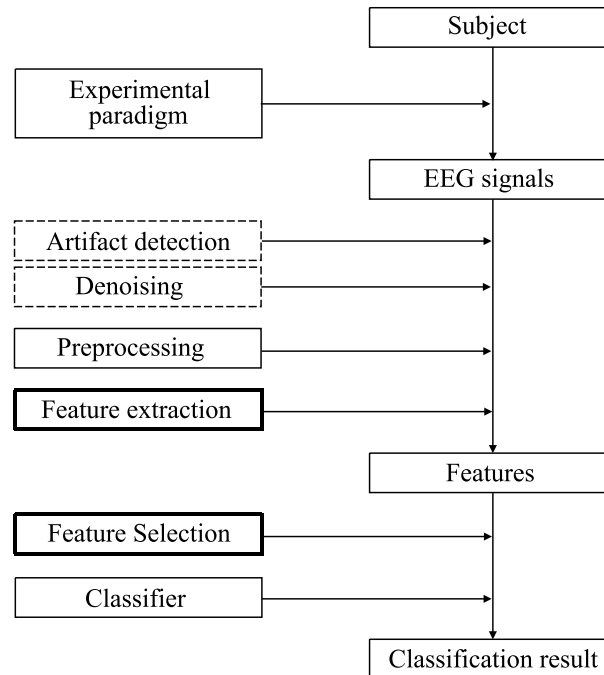 Subject
Experimental
paradigm
EEG signals
Artifact detection
Denoising
Preprocessing
Feature extraction
Features
Feature Selection
Classifier
Classification result